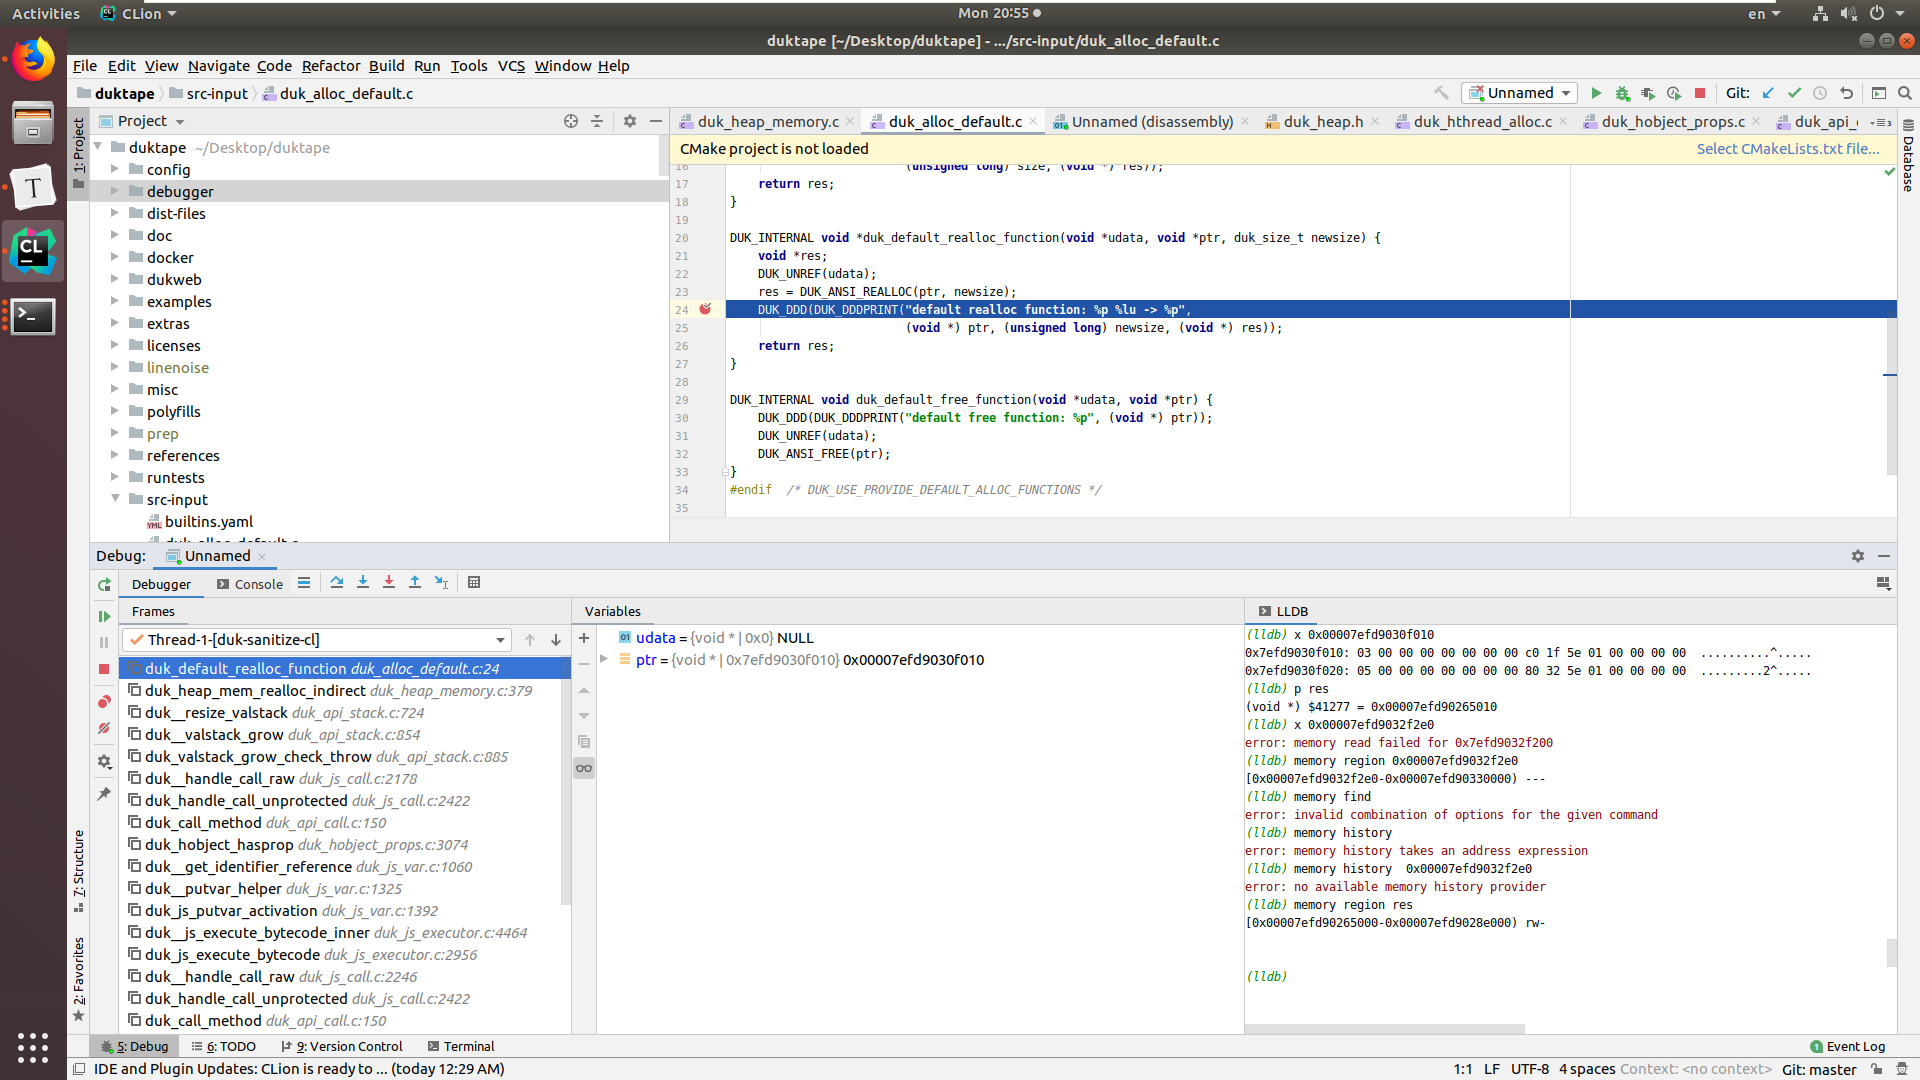 Activities CLion Mon 20:55 en
duktape [~/Desktop/duktape] - .../src-input/duk_alloc_default.c
File Edit View Navigate Code Refactor Build Run Tools VCS Window Help
duktape src-input duk_alloc_default.c Unnamed Git:
1: Project
Project
duk_heap_memory.c duk_alloc_default.c Unnamed (disassembly) duk_heap.h duk_hthread_alloc.c duk_hobject_props.c duk_api_
Database
CMake project is not loaded Select CMakeLists.txt file...
duktape ~/Desktop/duktape
config
debugger
dist-files
doc
docker
dukweb
examples
extras
licenses
linenoise
misc
polyfills
prep
references
runtests
src-input
builtins.yaml
duk_alloc_default.c
16 (unsigned long) size, (void *) res));
17 return res;
18 }
19
20 DUK_INTERNAL void *duk_default_realloc_function(void *udata, void *ptr, duk_size_t newsize) {
21 void *res;
22 DUK_UNREF(udata);
23 res = DUK_ANSI_REALLOC(ptr, newsize);
24 DUK_DDD(DUK_DDDPRINT("default realloc function: %p %lu -> %p",
25 (void *) ptr, (unsigned long) newsize, (void *) res));
26 return res;
27 }
28
29 DUK_INTERNAL void duk_default_free_function(void *udata, void *ptr) {
30 DUK_DDD(DUK_DDDPRINT("default free function: %p", (void *) ptr));
31 DUK_UNREF(udata);
32 DUK_ANSI_FREE(ptr);
33 }
34 #endif /* DUK_USE_PROVIDE_DEFAULT_ALLOC_FUNCTIONS */
35
Debug: Unnamed
Debugger Console
Frames
Thread-1-[duk-sanitize-cl]
duk_default_realloc_function duk_alloc_default.c:24
duk_heap_mem_realloc_indirect duk_heap_memory.c:379
duk__resize_valstack duk_api_stack.c:724
duk__valstack_grow duk_api_stack.c:854
duk_valstack_grow_check_throw duk_api_stack.c:885
duk__handle_call_raw duk_js_call.c:2178
duk_handle_call_unprotected duk_js_call.c:2422
duk_call_method duk_api_call.c:150
duk_hobject_hasprop duk_hobject_props.c:3074
duk__get_identifier_reference duk_js_var.c:1060
duk__putvar_helper duk_js_var.c:1325
duk_js_putvar_activation duk_js_var.c:1392
duk__js_execute_bytecode_inner duk_js_executor.c:4464
duk_js_execute_bytecode duk_js_executor.c:2956
duk__handle_call_raw duk_js_call.c:2246
duk_handle_call_unprotected duk_js_call.c:2422
duk_call_method duk_api_call.c:150
Variables
udata = {void * | 0x0} NULL
ptr = {void * | 0x7efd9030f010} 0x00007efd9030f010
LLDB
(lldb) x 0x00007efd9030f010
0x7efd9030f010: 03 00 00 00 00 00 00 00 c0 1f 5e 01 00 00 00 00 ..........^.....
0x7efd9030f020: 05 00 00 00 00 00 00 00 80 32 5e 01 00 00 00 00 .........2^.....
(lldb) p res
(void *) $41277 = 0x00007efd90265010
(lldb) x 0x00007efd9032f2e0
error: memory read failed for 0x7efd9032f200
(lldb) memory region 0x00007efd9032f2e0
[0x00007efd9032f2e0-0x00007efd90330000) ---
(lldb) memory find
error: invalid combination of options for the given command
(lldb) memory history
error: memory history takes an address expression
(lldb) memory history 0x00007efd9032f2e0
error: no available memory history provider
(lldb) memory region res
[0x00007efd90265000-0x00007efd9028e000) rw-
(lldb)
7: Structure
2: Favorites
5: Debug 6: TODO 9: Version Control Terminal 1 Event Log
IDE and Plugin Updates: CLion is ready to ... (today 12:29 AM) 1:1 LF UTF-8 4 spaces Context: <no context> Git: master